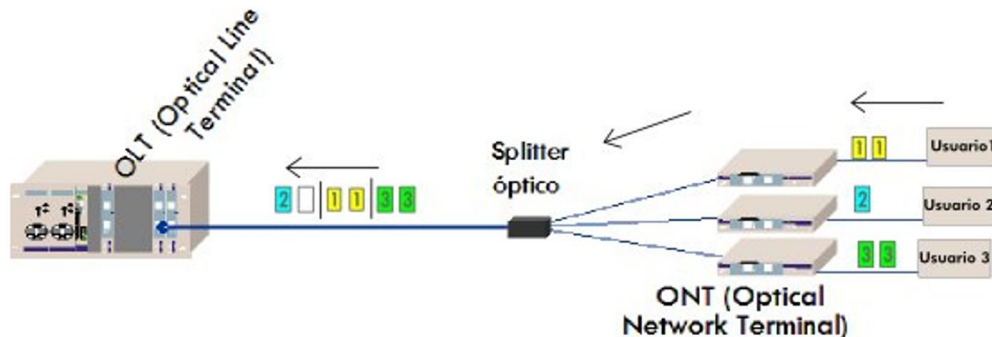 OLT (Optical Line
Terminal)
Splitter
óptico
2 | 1 1 | 3 3
1 1
Usuario1
2
Usuario 2
3 3
Usuario 3
ONT (Optical
Network Terminal)